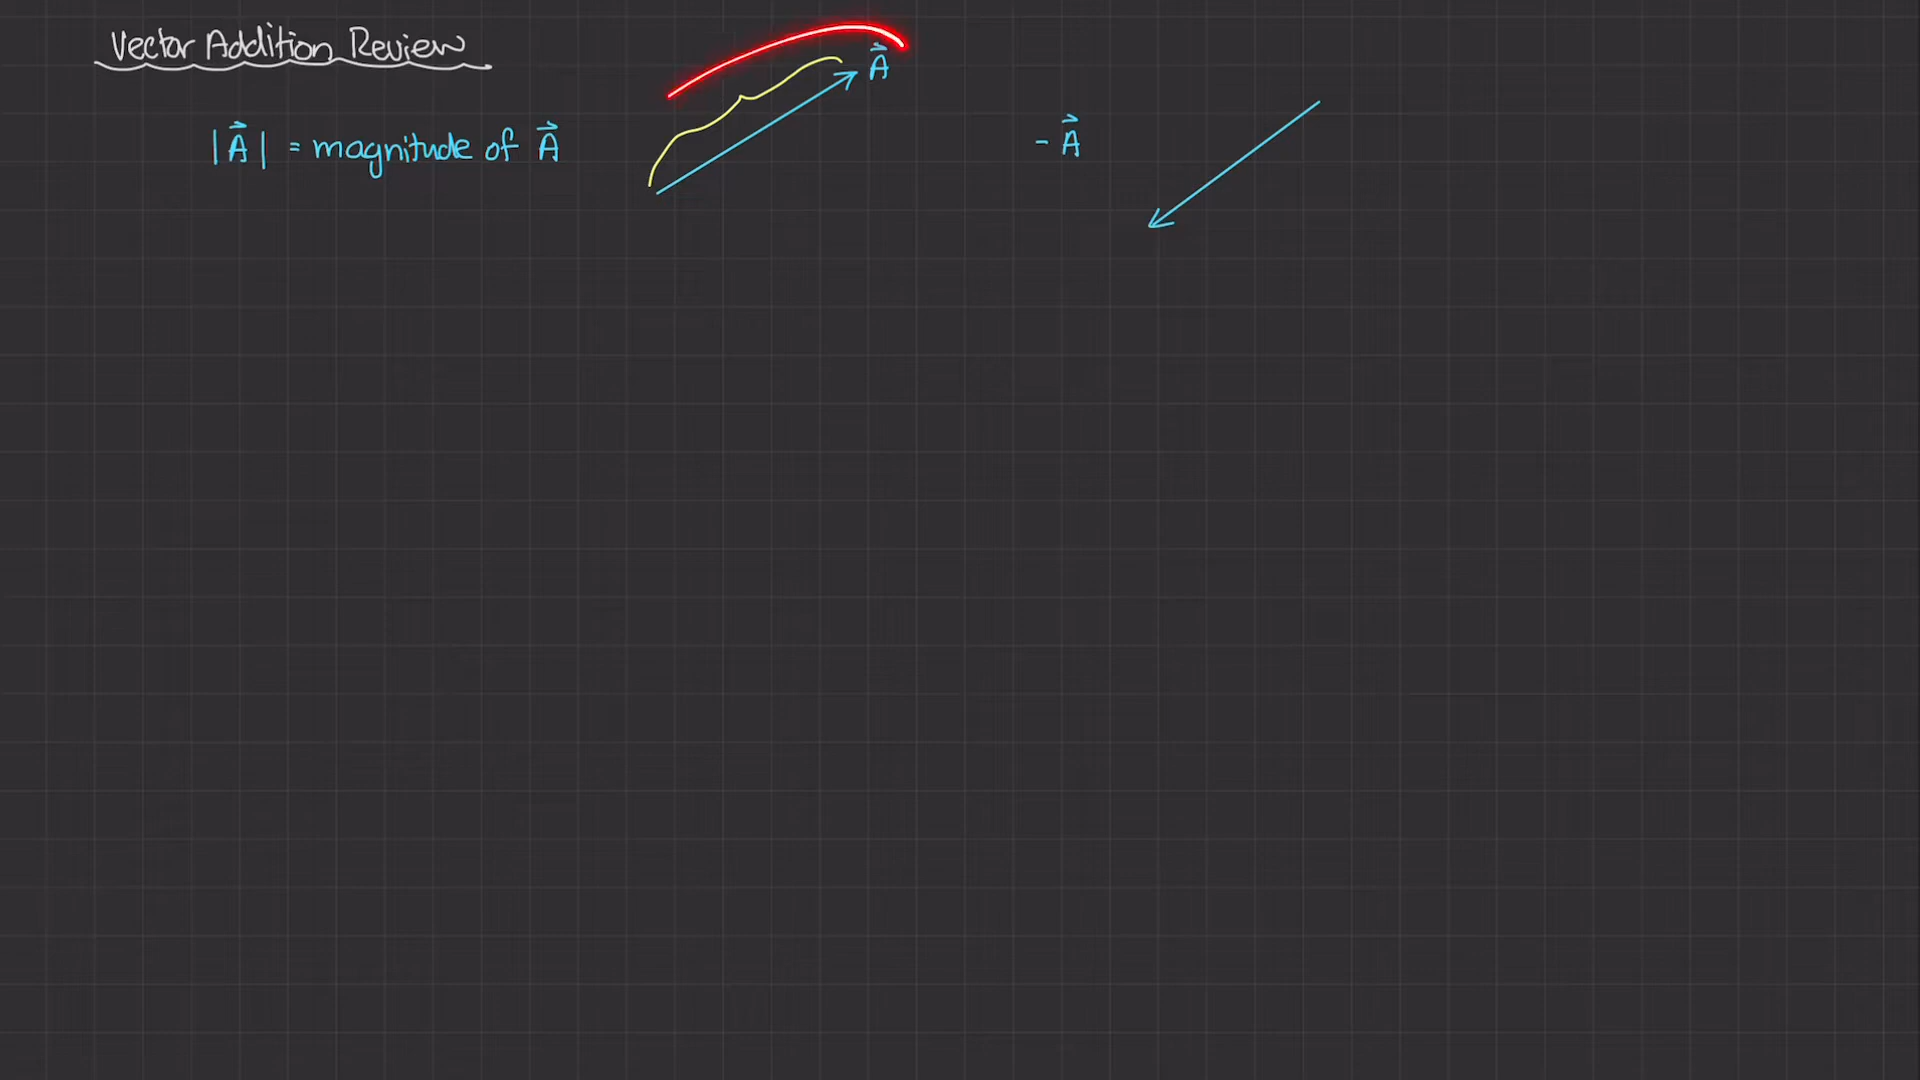 Vector Addition Review
A⃗
|A⃗| = magnitude of A⃗
- A⃗